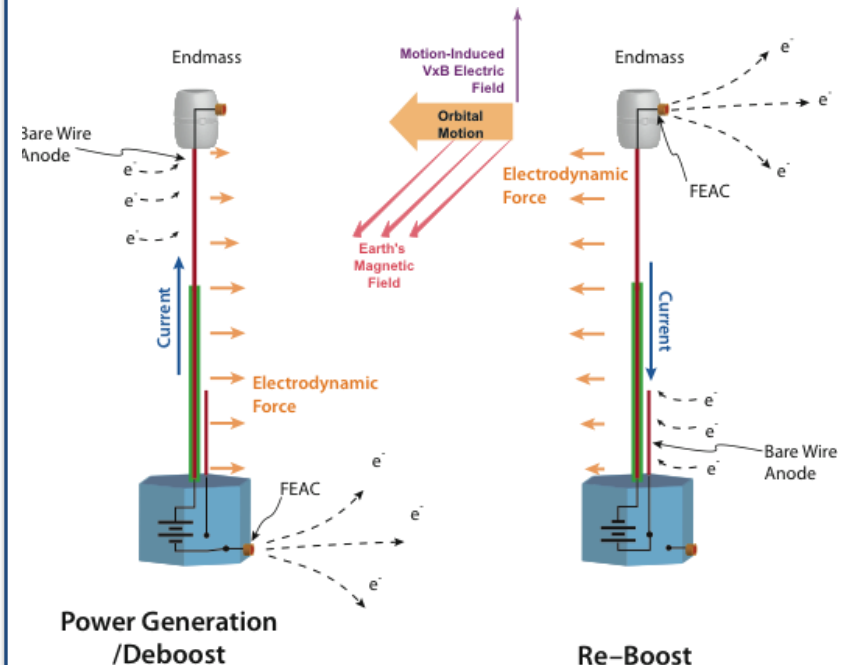 Endmass
Bare Wire
Anode
e-
e-
e-
Current
Electrodynamic
Force
FEAC
e-
e-
e-
Power Generation
/Deboost
Motion-Induced
VxB Electric
Field
Orbital
Motion
Earth's
Magnetic
Field
Endmass
e-
e-
e-
FEAC
Electrodynamic
Force
Current
e-
e-
e-
Bare Wire
Anode
Re–Boost